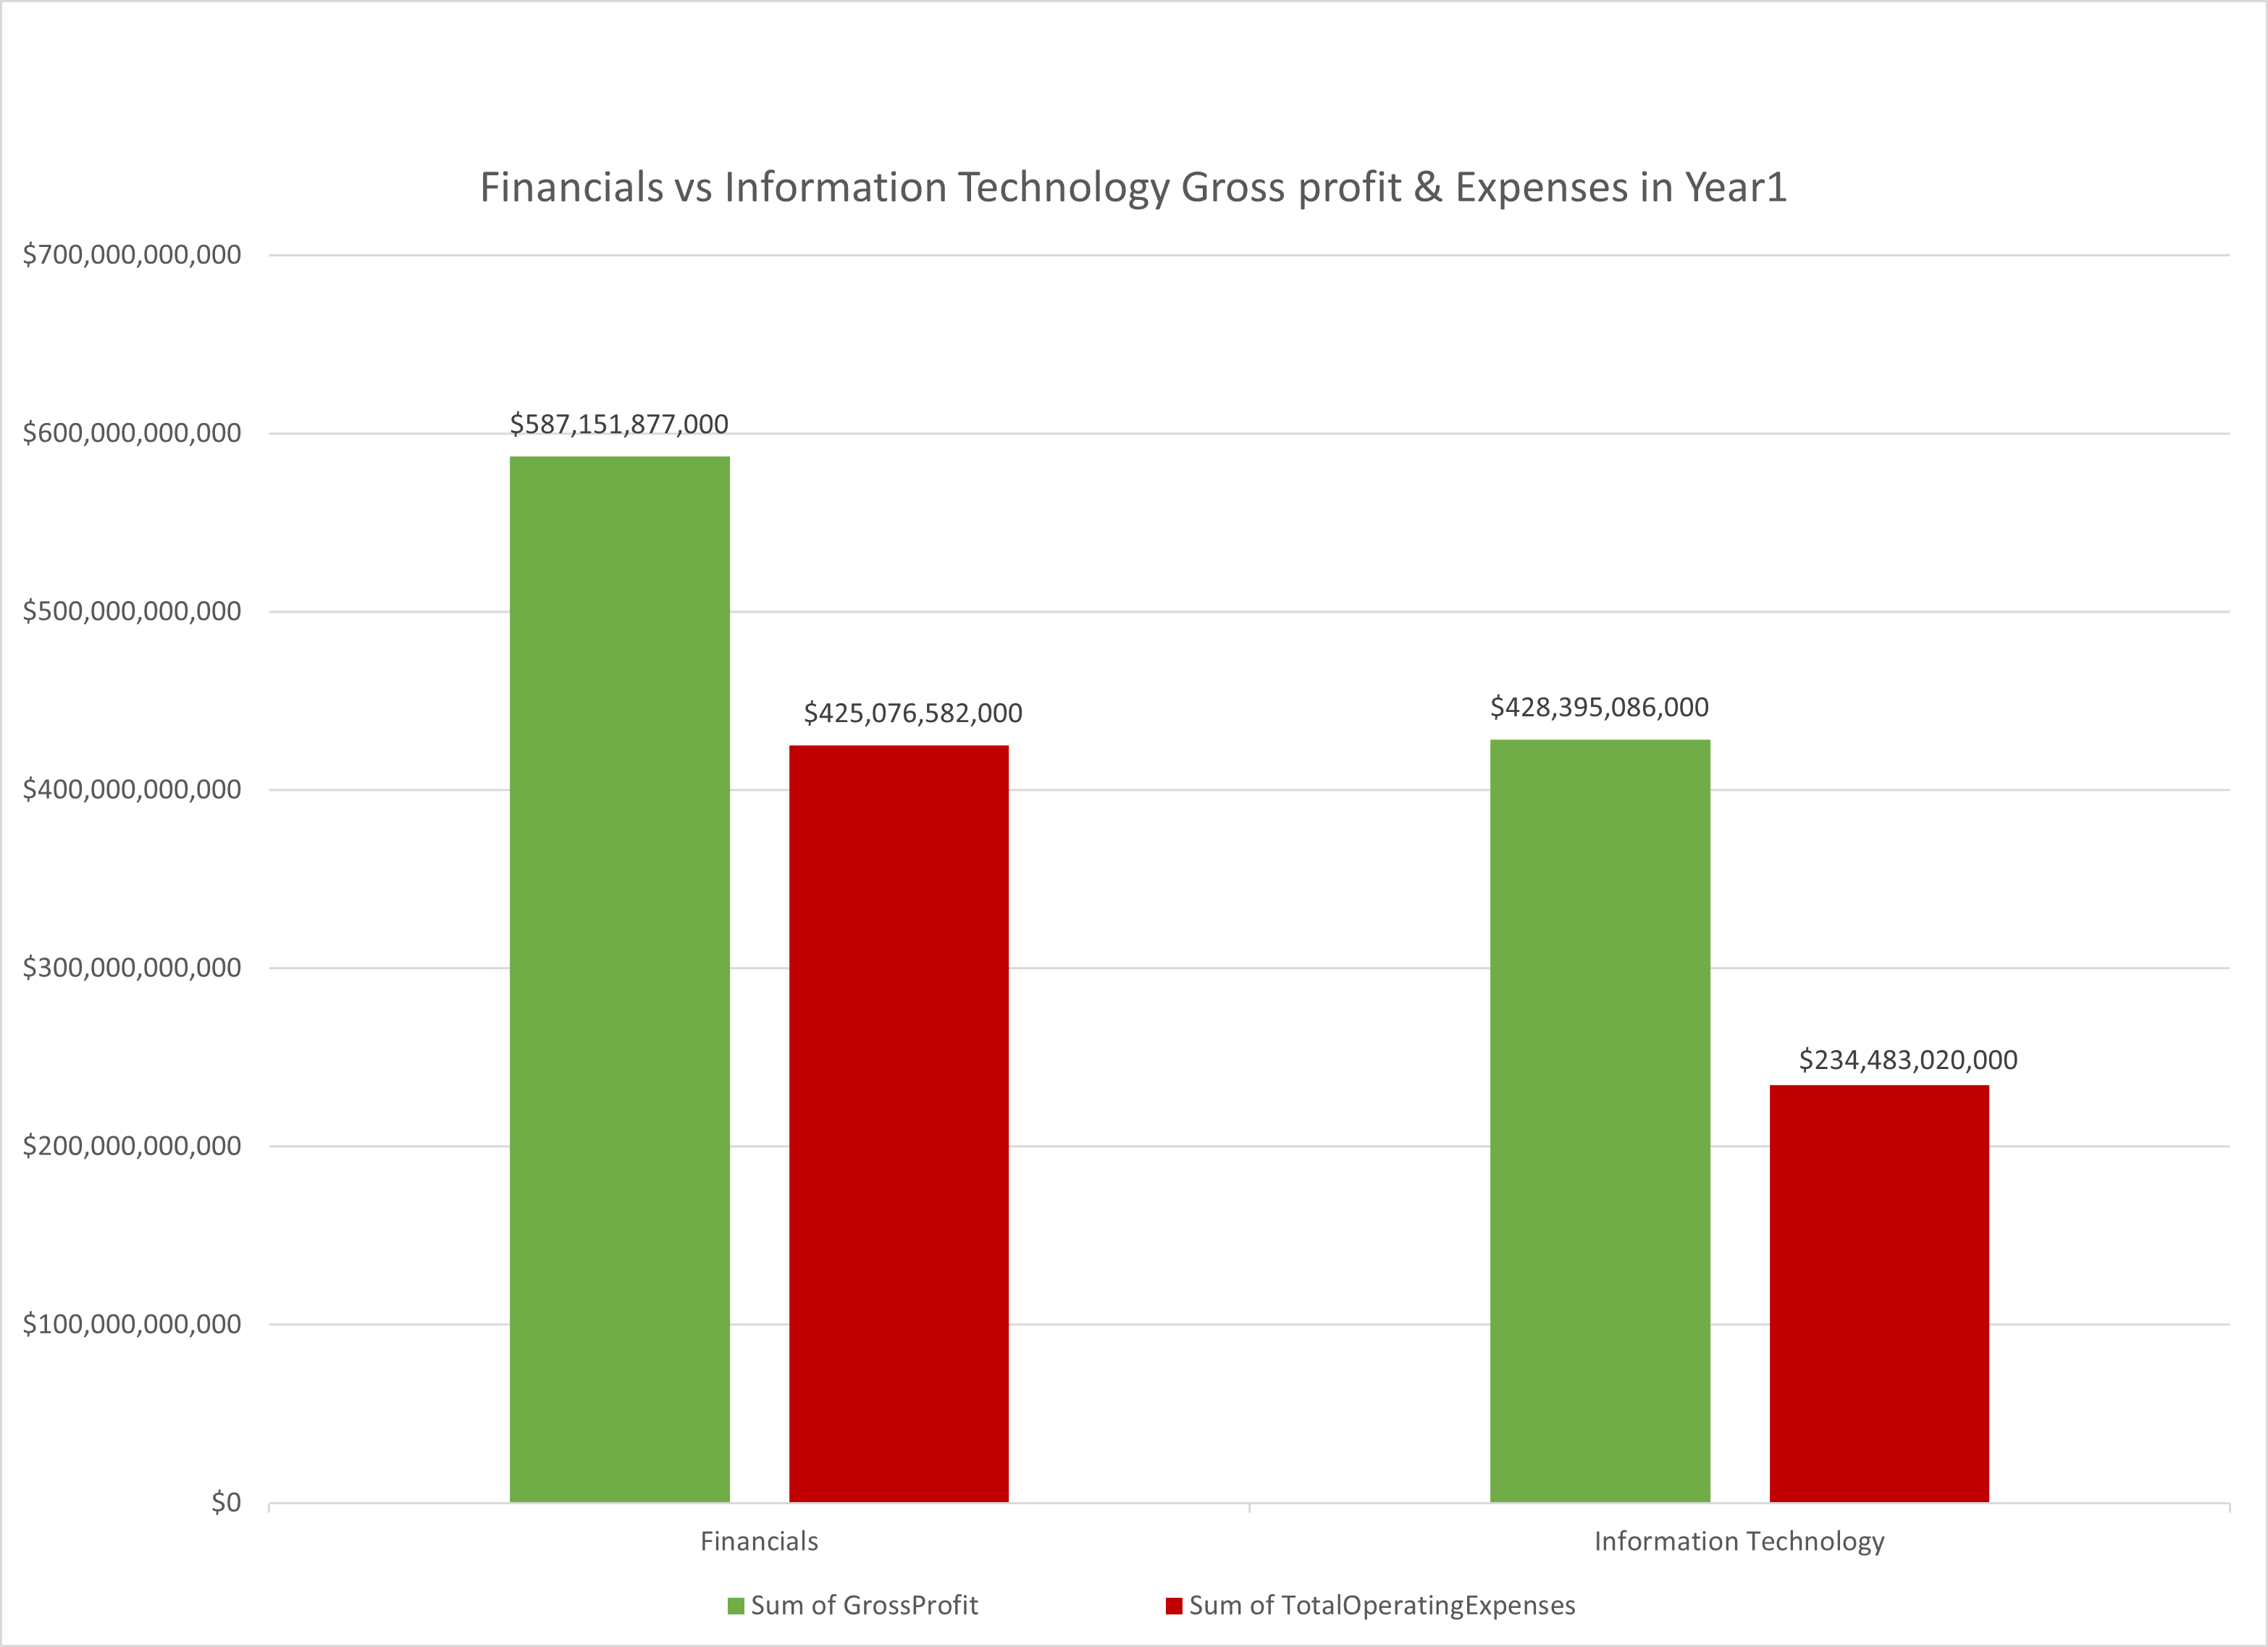 Financials vs Information Technology Gross profit & Expenses in Year1
$700,000,000,000
$600,000,000,000
$500,000,000,000
$400,000,000,000
$300,000,000,000
$200,000,000,000
$100,000,000,000
$0
$587,151,877,000
$425,076,582,000
$428,395,086,000
$234,483,020,000
Financials
Information Technology
Sum of GrossProfit
Sum of TotalOperatingExpenses